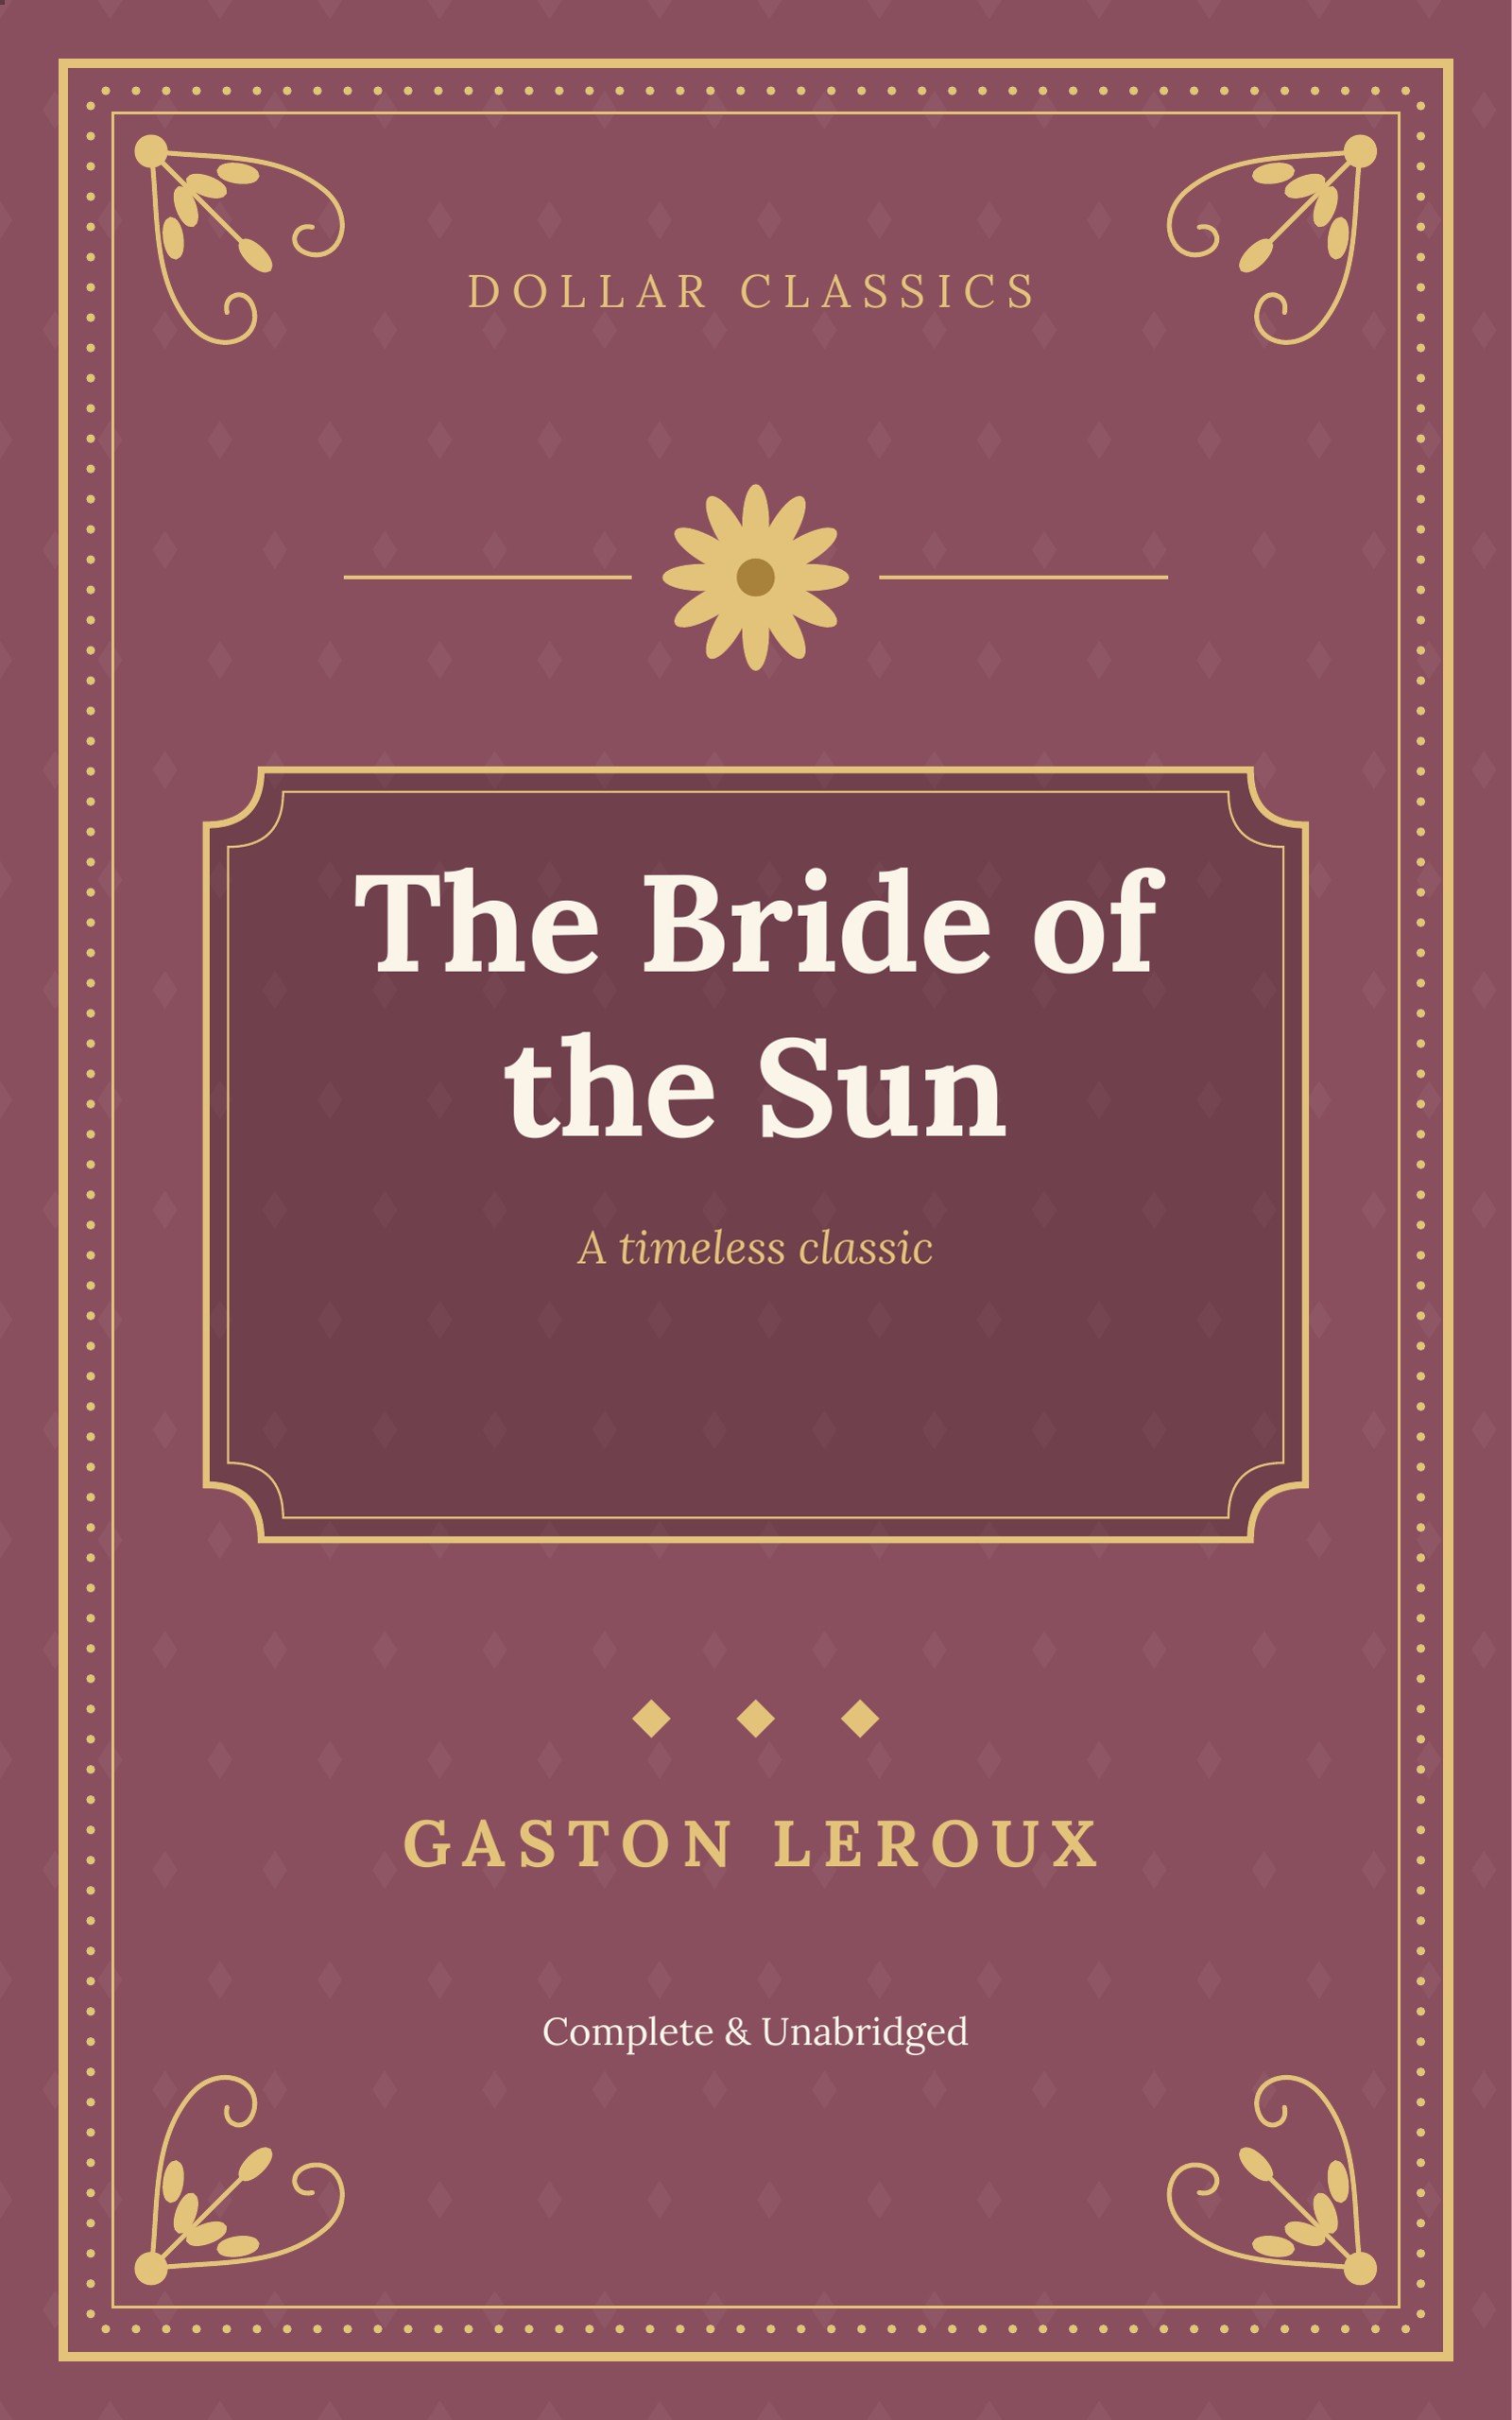 DOLLAR CLASSICS
The Bride of
the Sun
A timeless classic
GASTON LEROUX
Complete & Unabridged